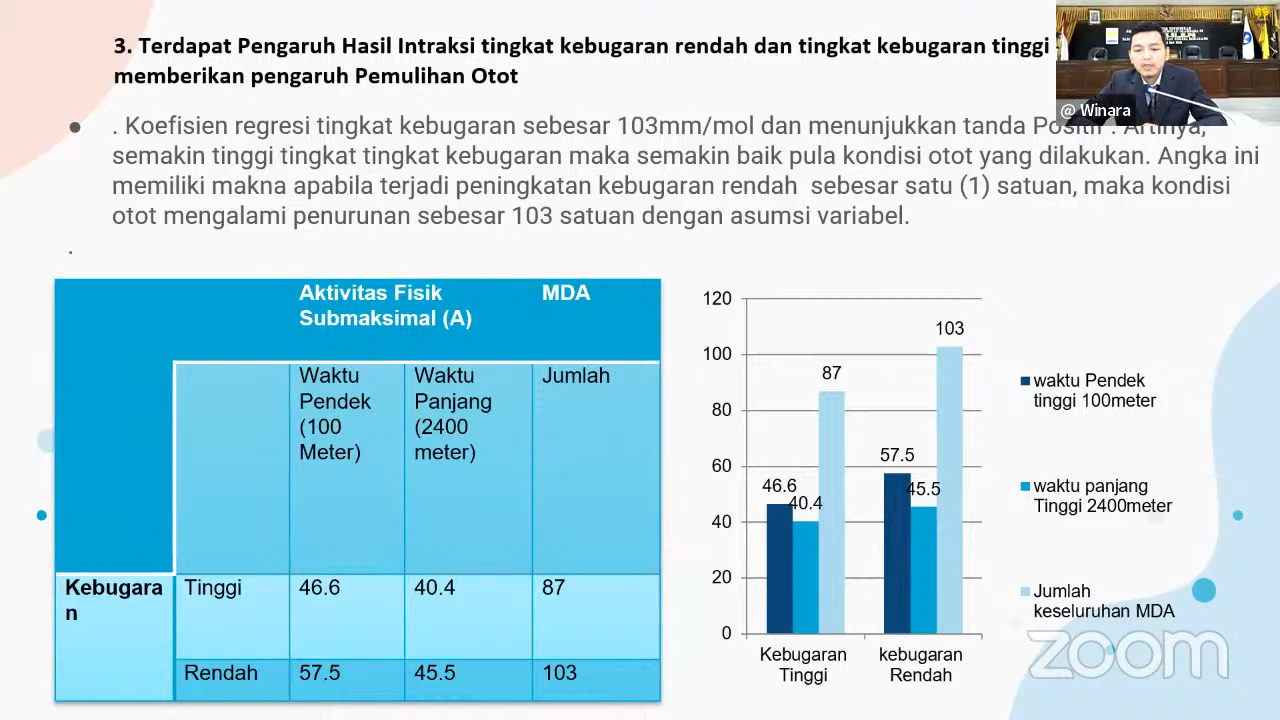 3. Terdapat Pengaruh Hasil Intraksi tingkat kebugaran rendah dan tingkat kebugaran tinggi
memberikan pengaruh Pemulihan Otot
@ Winara
● . Koefisien regresi tingkat kebugaran sebesar 103mm/mol dan menunjukkan tanda Positif . Artinya,
semakin tinggi tingkat tingkat kebugaran maka semakin baik pula kondisi otot yang dilakukan. Angka ini
memiliki makna apabila terjadi peningkatan kebugaran rendah sebesar satu (1) satuan, maka kondisi
otot mengalami penurunan sebesar 103 satuan dengan asumsi variabel.
.
Aktivitas Fisik
Submaksimal (A)
MDA
Waktu
Pendek
(100
Meter)
Waktu
Panjang
(2400
meter)
Jumlah
Kebugara
n
Tinggi
46.6
40.4
87
Rendah
57.5
45.5
103
120
100
80
60
40
20
0
46.6
40.4
87
57.5
45.5
103
Kebugaran
Tinggi
kebugaran
Rendah
waktu Pendek
tinggi 100meter
waktu panjang
Tinggi 2400meter
Jumlah
keseluruhan MDA
zoom